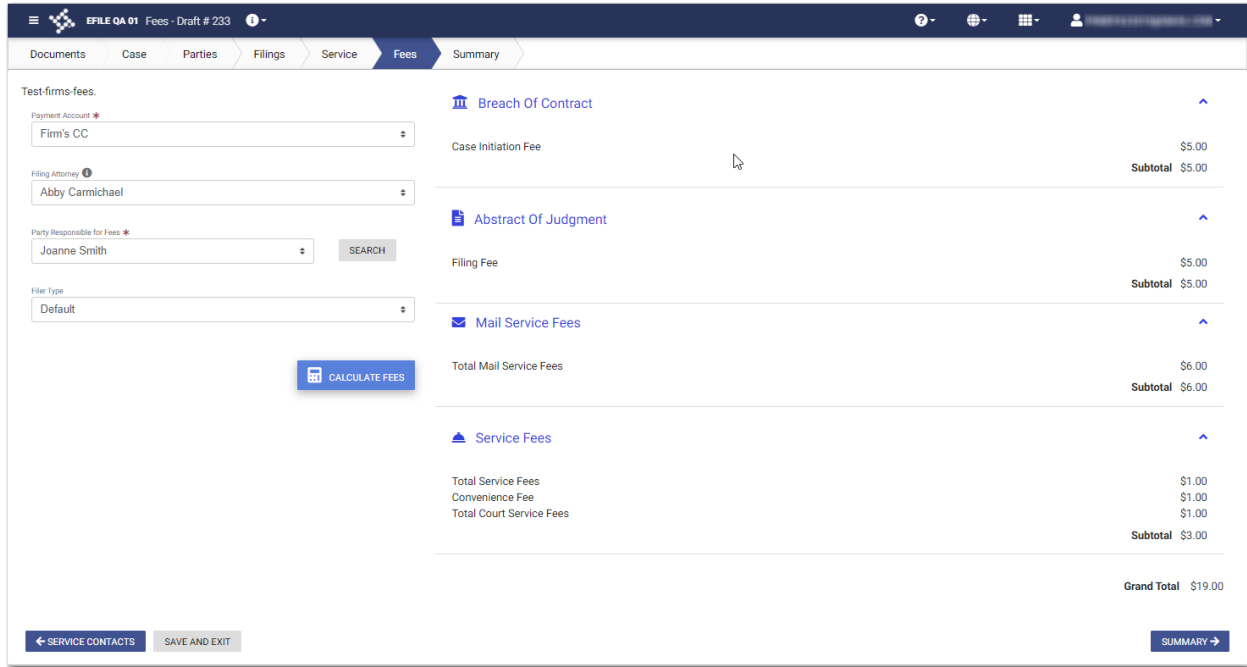 EFILE QA 01 Fees - Draft # 233
Documents Case Parties Filings Service Fees Summary
Test-firms-fees.
Payment Account *
Firm's CC
Filing Attorney
Abby Carmichael
Party Responsible for Fees *
Joanne Smith SEARCH
Filer Type
Default
CALCULATE FEES
Breach Of Contract
Case Initiation Fee $5.00
Subtotal $5.00
Abstract Of Judgment
Filing Fee $5.00
Subtotal $5.00
Mail Service Fees
Total Mail Service Fees $6.00
Subtotal $6.00
Service Fees
Total Service Fees $1.00
Convenience Fee $1.00
Total Court Service Fees $1.00
Subtotal $3.00
Grand Total $19.00
SERVICE CONTACTS SAVE AND EXIT SUMMARY